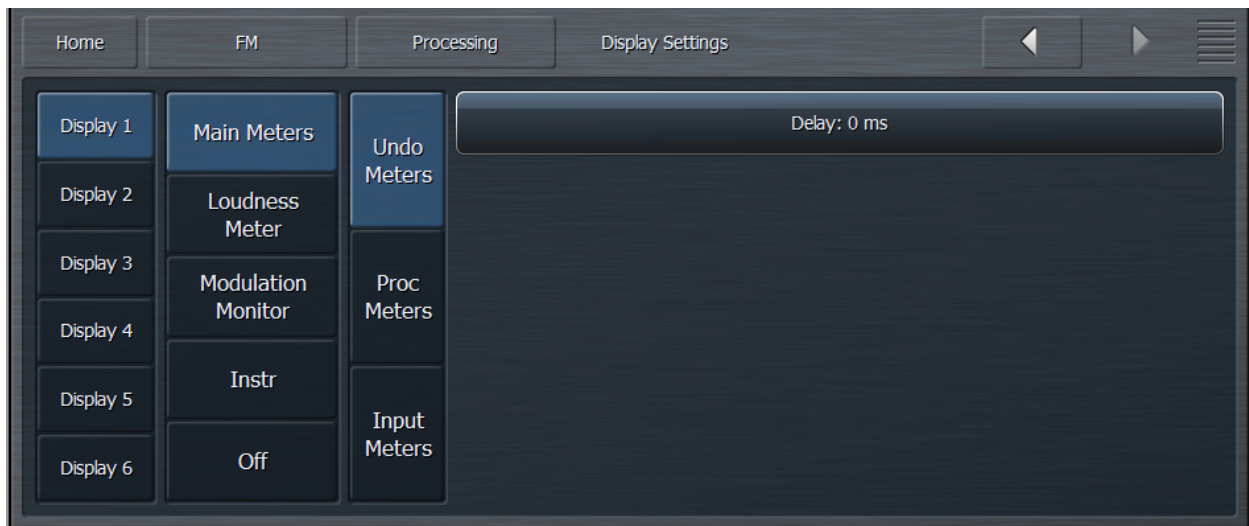 Home
FM
Processing
Display Settings
Display 1
Display 2
Display 3
Display 4
Display 5
Display 6
Main Meters
Loudness
Meter
Modulation
Monitor
Instr
Off
Undo
Meters
Proc
Meters
Input
Meters
Delay: 0 ms